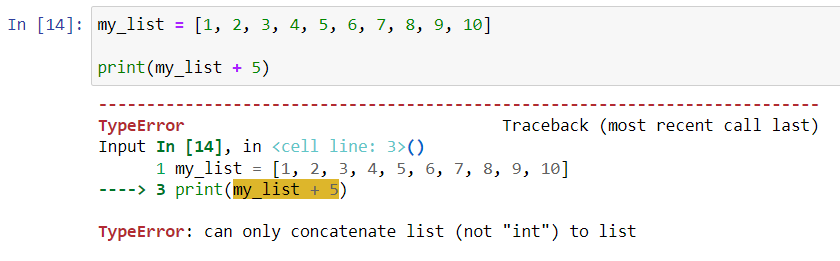 In [14]: my_list = [1, 2, 3, 4, 5, 6, 7, 8, 9, 10]
print(my_list + 5)
---------------------------------------------------------------------------
TypeError                                 Traceback (most recent call last)
Input In [14], in <cell line: 3>()
      1 my_list = [1, 2, 3, 4, 5, 6, 7, 8, 9, 10]
----> 3 print(my_list + 5)
TypeError: can only concatenate list (not "int") to list